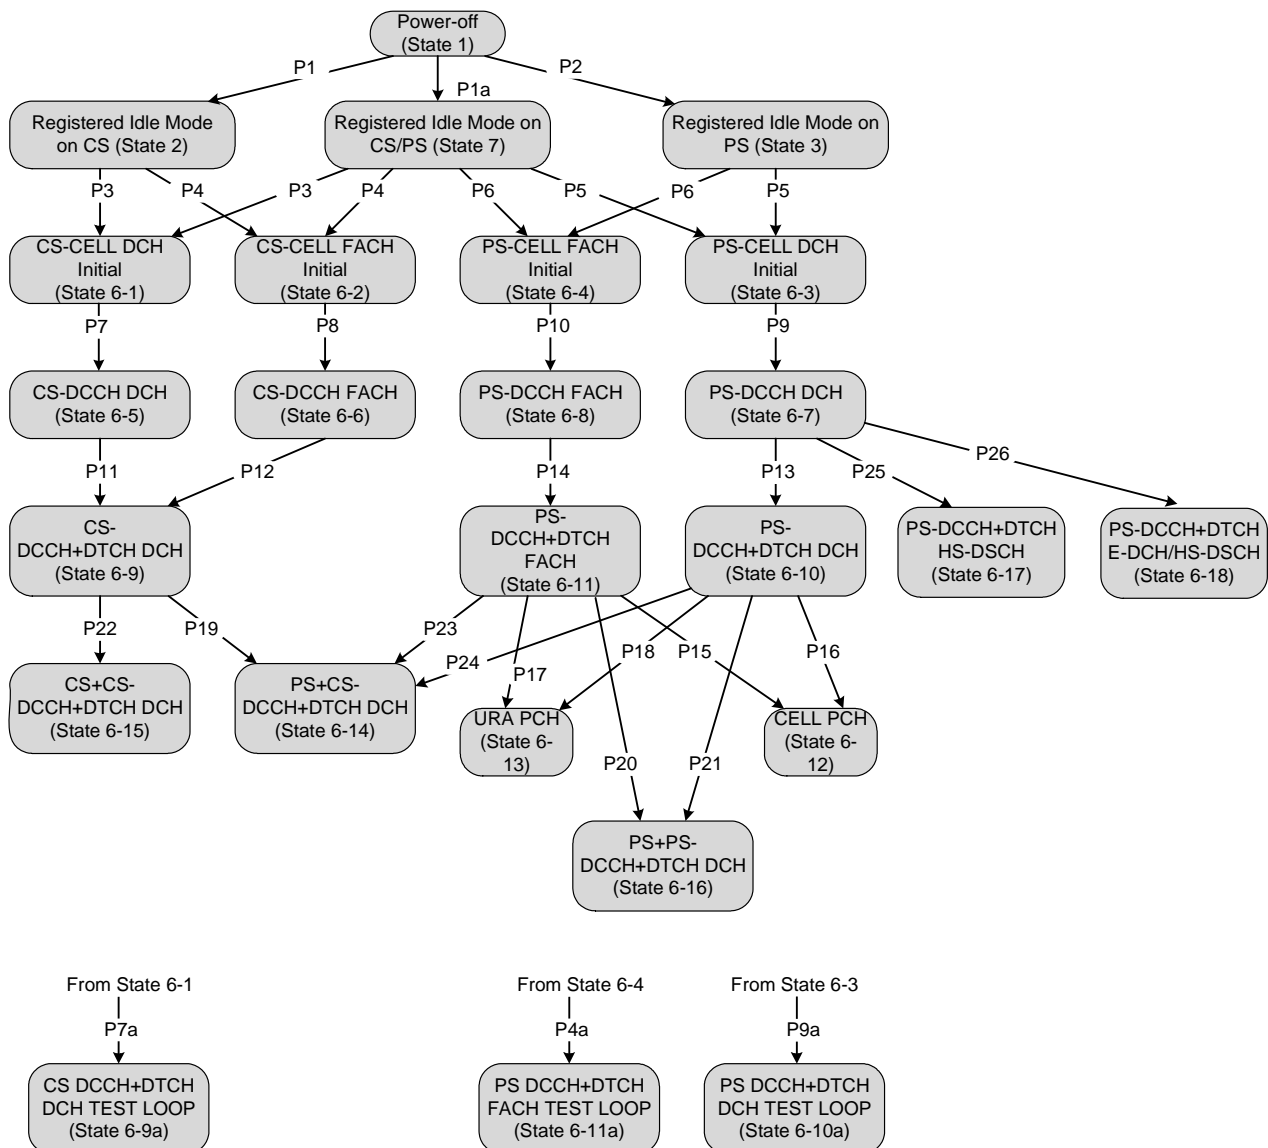 Power-off
(State 1)
P1
P1a
P2
Registered Idle Mode
on CS (State 2)
Registered Idle Mode on
CS/PS (State 7)
Registered Idle Mode on
PS (State 3)
P3
P4
P3
P4
P6
P5
P6
P5
CS-CELL DCH
Initial
(State 6-1)
CS-CELL FACH
Initial
(State 6-2)
PS-CELL FACH
Initial
(State 6-4)
PS-CELL DCH
Initial
(State 6-3)
P7
P8
P10
P9
CS-DCCH DCH
(State 6-5)
CS-DCCH FACH
(State 6-6)
PS-DCCH FACH
(State 6-8)
PS-DCCH DCH
(State 6-7)
P11
P12
P14
P13
P25
P26
CS-
DCCH+DTCH DCH
(State 6-9)
PS-
DCCH+DTCH
FACH
(State 6-11)
PS-
DCCH+DTCH DCH
(State 6-10)
PS-DCCH+DTCH
HS-DSCH
(State 6-17)
PS-DCCH+DTCH
E-DCH/HS-DSCH
(State 6-18)
P22
P19
P23
P24
P17
P18
P15
P16
CS+CS-
DCCH+DTCH DCH
(State 6-15)
PS+CS-
DCCH+DTCH DCH
(State 6-14)
URA PCH
(State 6-
13)
CELL PCH
(State 6-
12)
P20
P21
PS+PS-
DCCH+DTCH DCH
(State 6-16)
From State 6-1
P7a
CS DCCH+DTCH
DCH TEST LOOP
(State 6-9a)
From State 6-4
P4a
PS DCCH+DTCH
FACH TEST LOOP
(State 6-11a)
From State 6-3
P9a
PS DCCH+DTCH
DCH TEST LOOP
(State 6-10a)